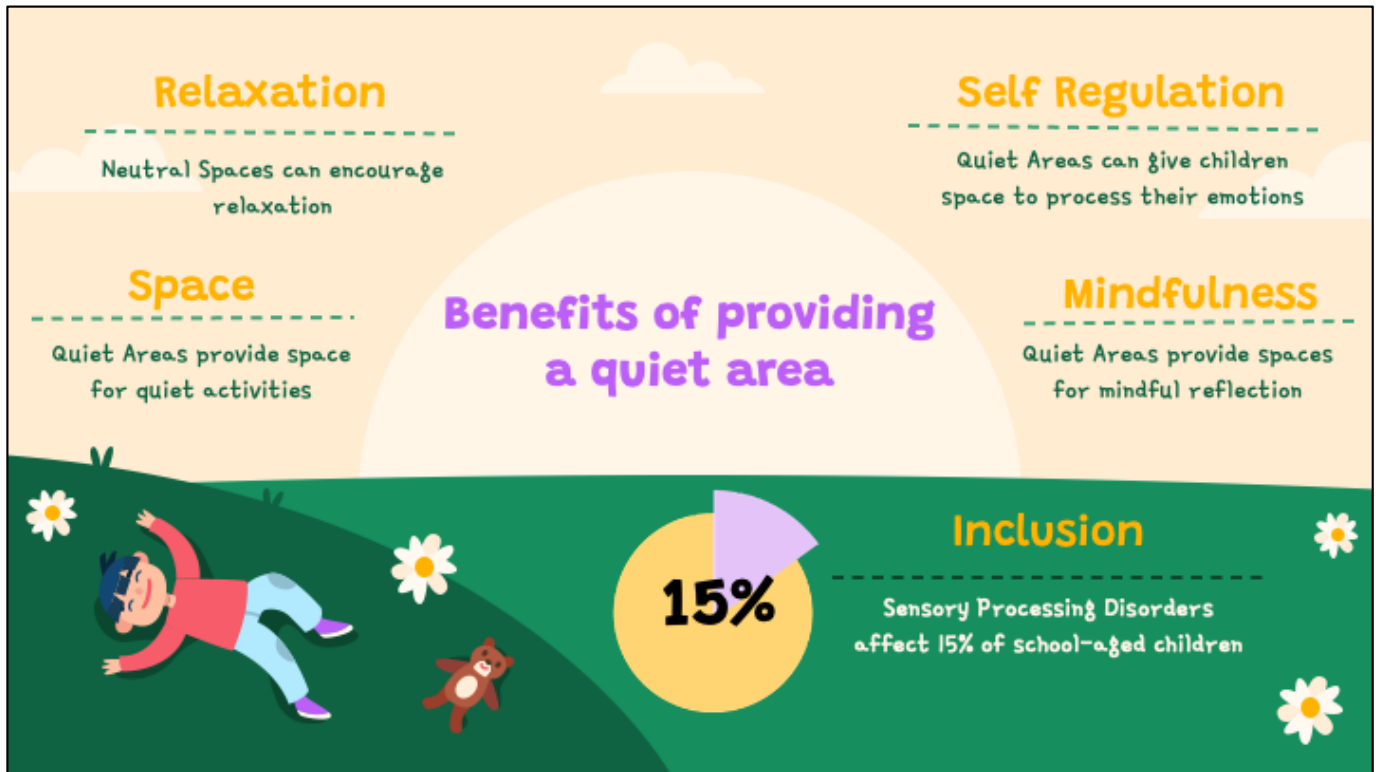 Relaxation
Neutral Spaces can encourage
relaxation
Self Regulation
Quiet Areas can give children
space to process their emotions
Space
Quiet Areas provide space
for quiet activities
Benefits of providing
a quiet area
Mindfulness
Quiet Areas provide spaces
for mindful reflection
15%
Inclusion
Sensory Processing Disorders
affect 15% of school-aged children